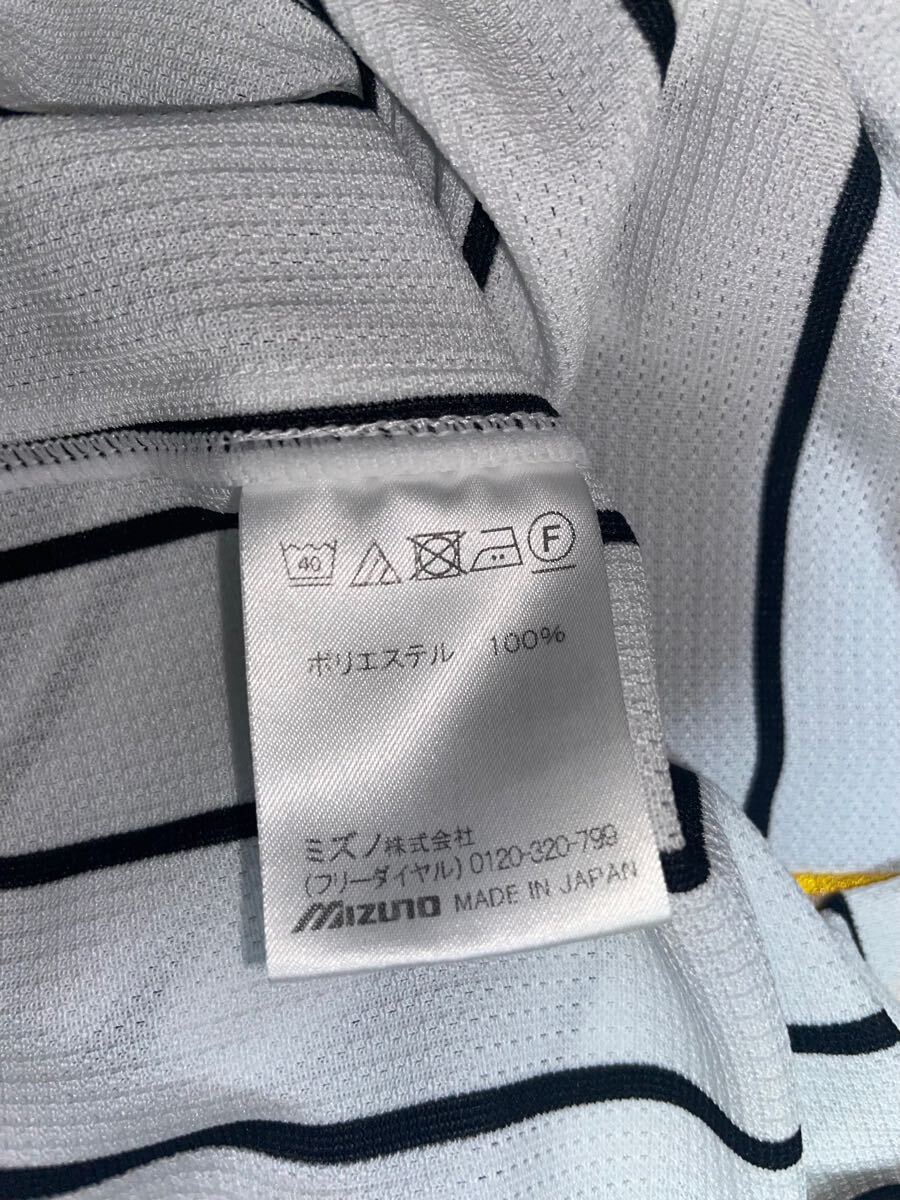 40 F
ポリエステル 100%
ミズノ株式会社
(フリーダイヤル) 0120-320-799
MIZUNO MADE IN JAPAN